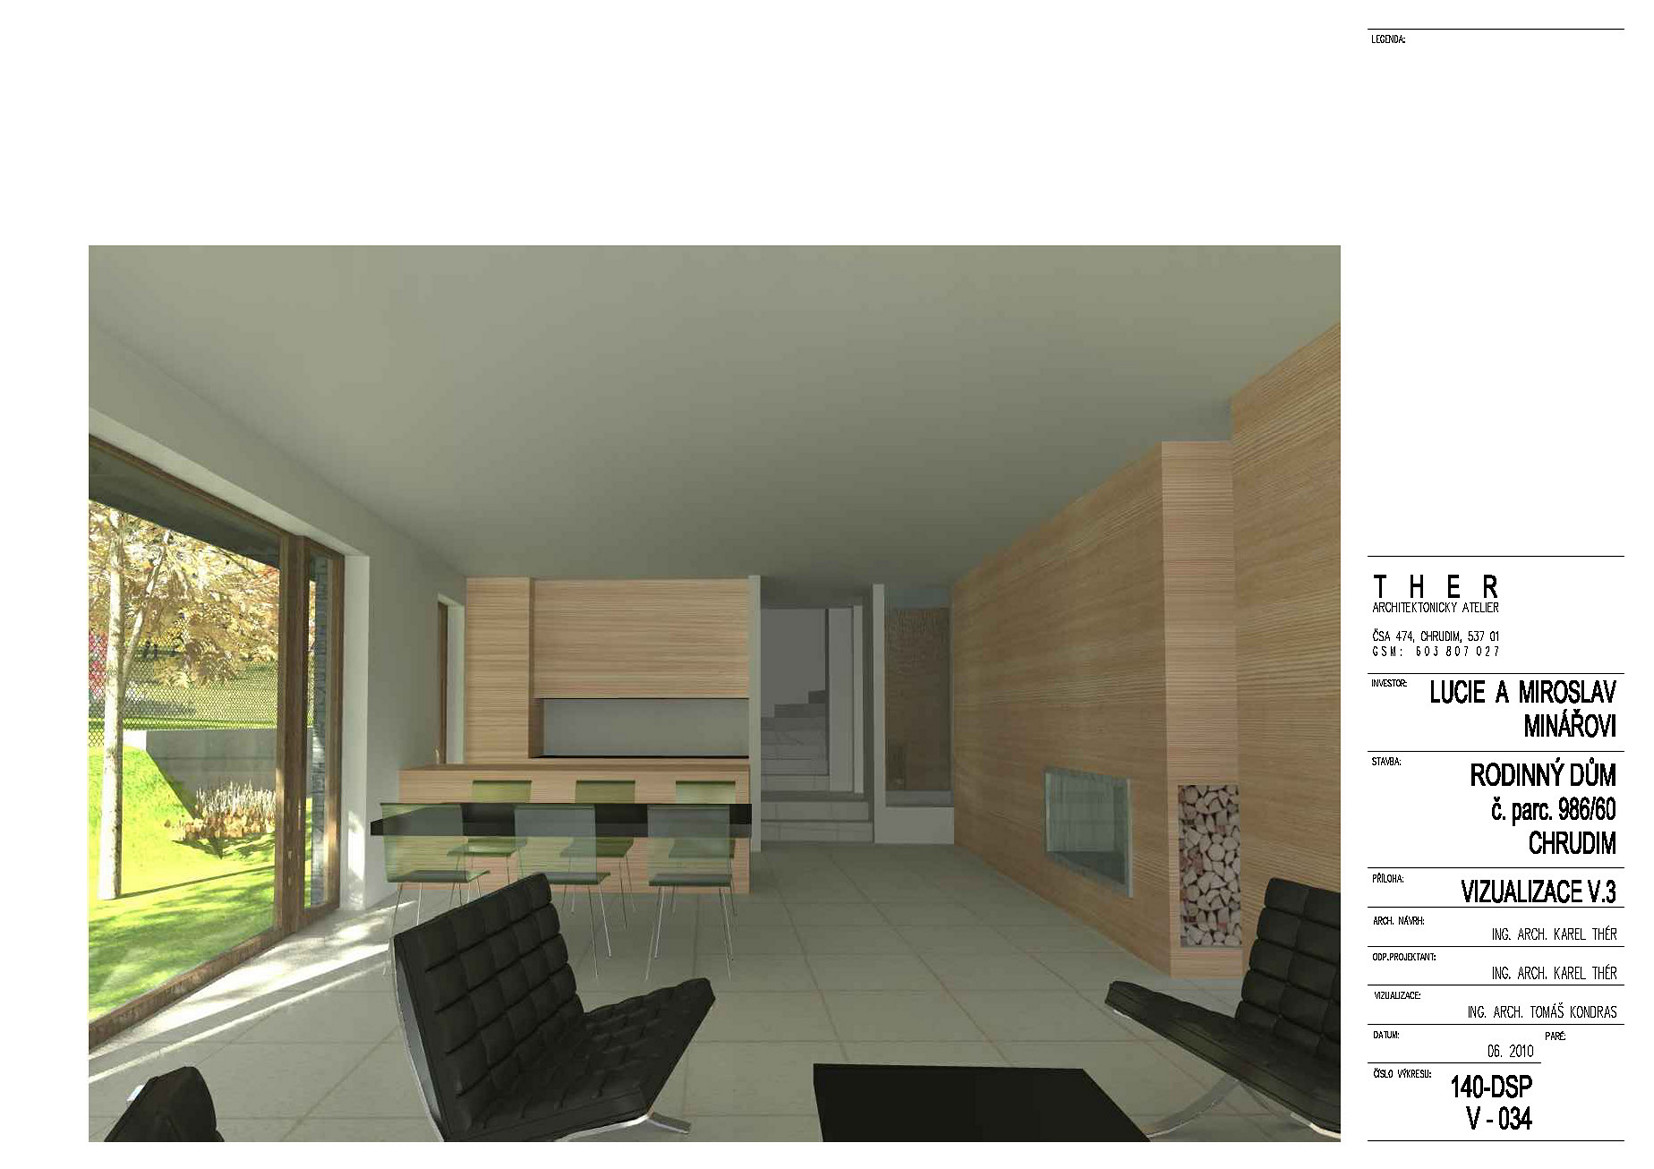 LEGENDA:
T H E R
ARCHITEKTONICKÝ ATELIER
ČSA 474, CHRUDIM, 537 01
GSM: 603 807 027
INVESTOR:
LUCIE A MIROSLAV
MINÁŘOVI
STAVBA:
RODINNÝ DŮM
č. parc. 986/60
CHRUDIM
PŘÍLOHA:
VIZUALIZACE V.3
ARCH. NÁVRH:
ING. ARCH. KAREL THÉR
ODP.PROJEKTANT:
ING. ARCH. KAREL THÉR
VIZUALIZACE:
ING. ARCH. TOMÁŠ KONDRAS
DATUM:
06. 2010
PARÉ:
ČÍSLO VÝKRESU:
140-DSP
V - 034